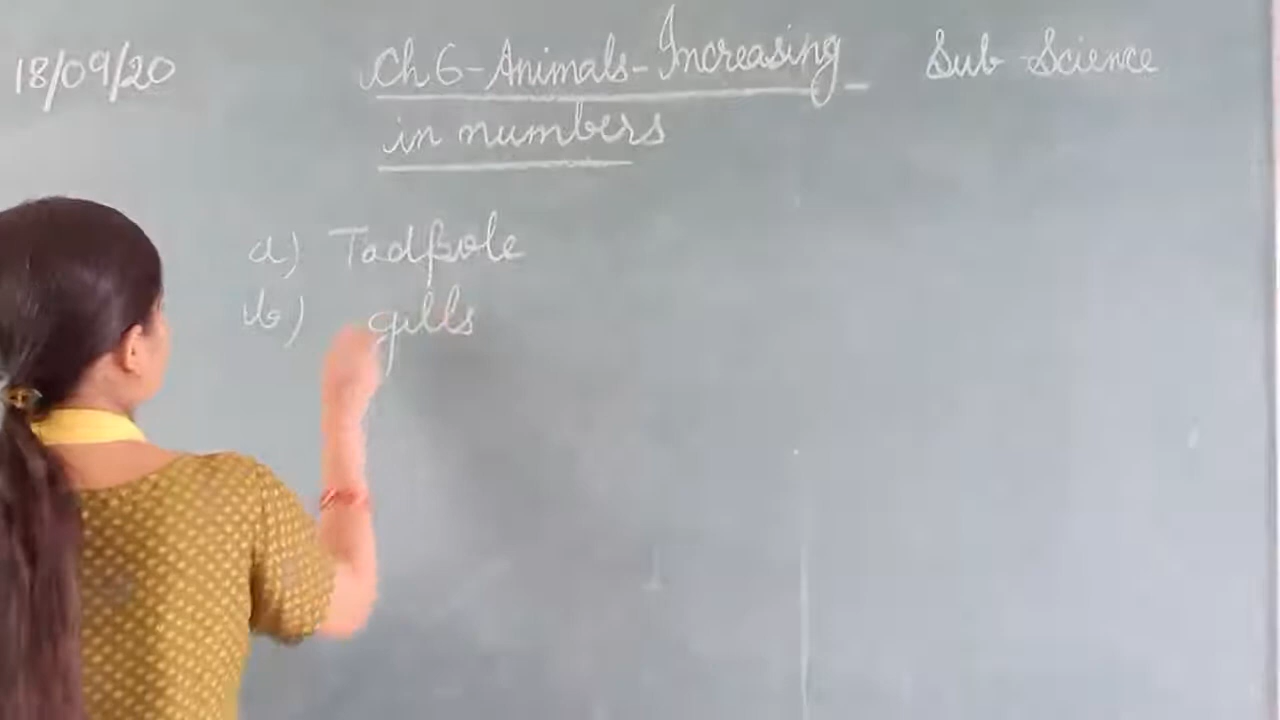 18/09/20 Ch 6-Animals-Increasing Sub-Science
in numbers
a) Tadpole
b) gills